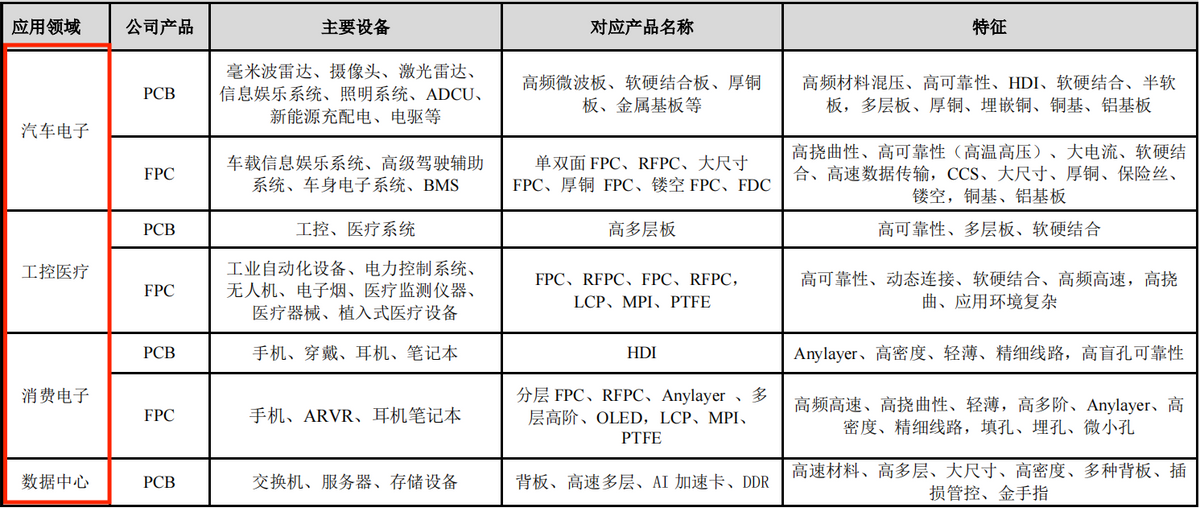 应用领域 公司产品 主要设备 对应产品名称 特征
汽车电子
PCB
毫米波雷达、摄像头、激光雷达、
信息娱乐系统、照明系统、ADCU、
新能源充配电、电驱等
高频微波板、软硬结合板、厚铜
板、金属基板等
高频材料混压、高可靠性、HDI、软硬结合、半软
板，多层板、厚铜、埋嵌铜、铜基、铝基板
FPC
车载信息娱乐系统、高级驾驶辅助
系统、车身电子系统、BMS
单双面 FPC、RFPC、大尺寸
FPC、厚铜 FPC、镂空 FPC、FDC
高挠曲性、高可靠性（高温高压）、大电流、软硬结
合、高速数据传输，CCS、大尺寸、厚铜、保险丝、
镂空，铜基、铝基板
工控医疗
PCB
工控、医疗系统
高多层板
高可靠性、多层板、软硬结合
FPC
工业自动化设备、电力控制系统、
无人机、电子烟、医疗监测仪器、
医疗器械、植入式医疗设备
FPC、RFPC、FPC、RFPC，
LCP、MPI、PTFE
高可靠性、动态连接、软硬结合、高频高速，高挠
曲、应用环境复杂
消费电子
PCB
手机、穿戴、耳机、笔记本
HDI
Anylayer、高密度、轻薄、精细线路，高盲孔可靠性
FPC
手机、ARVR、耳机笔记本
分层 FPC、RFPC、Anylayer 、多
层高阶、OLED，LCP、MPI、
PTFE
高频高速、高挠曲性、轻薄，高多阶、Anylayer、高
密度、精细线路，填孔、埋孔、微小孔
数据中心
PCB
交换机、服务器、存储设备
背板、高速多层、AI 加速卡、DDR
高速材料、高多层、大尺寸、高密度、多种背板、插
损管控、金手指